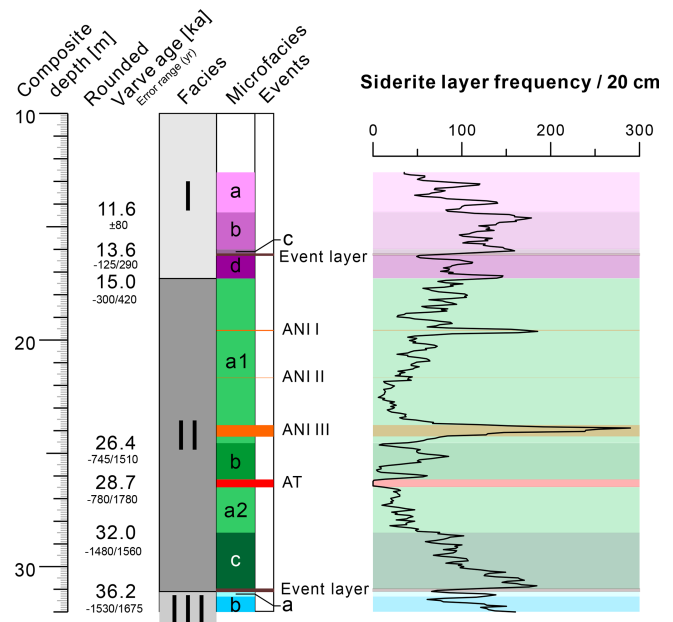 Composite
depth [m]
Rounded
Varve age [ka]
Error range (yr)
Facies
Microfacies
Events
Siderite layer frequency / 20 cm
0
100
200
300
10
20
30
11.6
±80
13.6
-125/290
15.0
-300/420
26.4
-745/1510
28.7
-780/1780
32.0
-1480/1560
36.2
-1530/1675
I
II
III
a
b
c
d
Event layer
a1
ANI I
ANI II
ANI III
b
AT
a2
c
Event layer
b
a